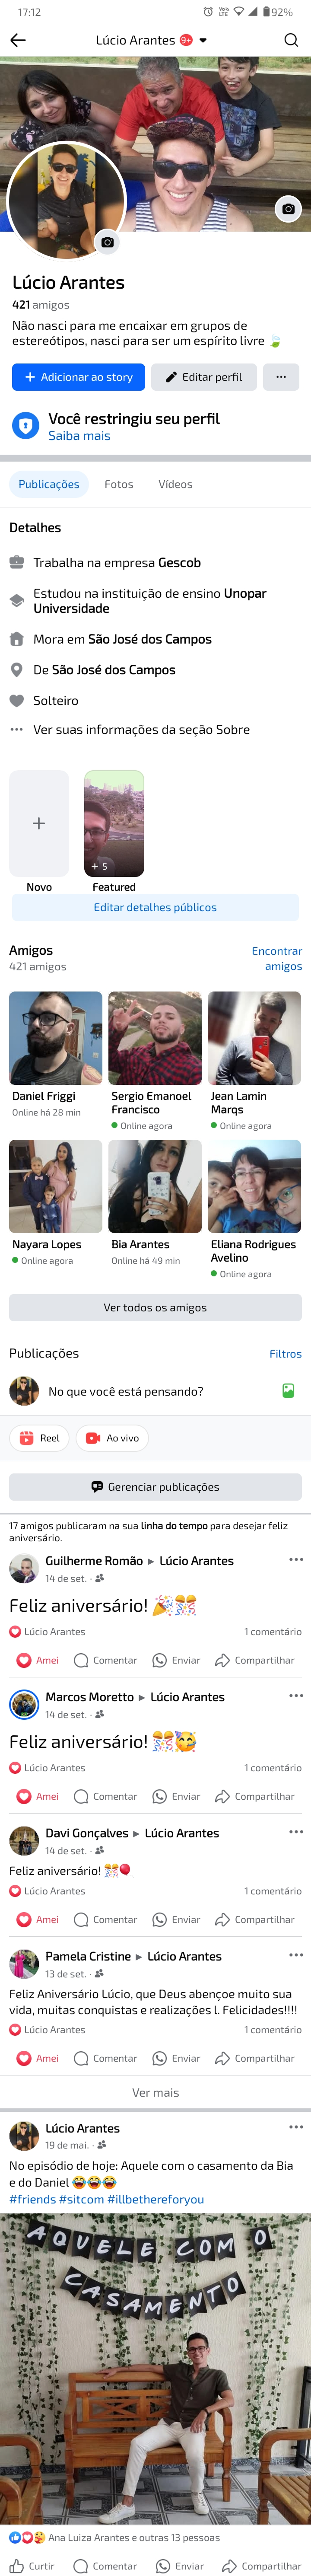 17:12
92%
Lúcio Arantes 9+
Lúcio Arantes
421 amigos
Não nasci para me encaixar em grupos de
estereótipos, nasci para ser um espírito livre 🍃
+ Adicionar ao story
Editar perfil
Você restringiu seu perfil
Saiba mais
Publicações Fotos Vídeos
Detalhes
Trabalha na empresa Gescob
Estudou na instituição de ensino Unopar
Universidade
Mora em São José dos Campos
De São José dos Campos
Solteiro
Ver suas informações da seção Sobre
+ 5
Novo Featured
Editar detalhes públicos
Amigos
421 amigos
Encontrar
amigos
Daniel Friggi
Online há 28 min
Sergio Emanoel
Francisco
Online agora
Jean Lamin
Marqs
Online agora
Nayara Lopes
Online agora
Bia Arantes
Online há 49 min
Eliana Rodrigues
Avelino
Online agora
Ver todos os amigos
Publicações Filtros
No que você está pensando?
Reel Ao vivo
Gerenciar publicações
17 amigos publicaram na sua linha do tempo para desejar feliz
aniversário.
Guilherme Romão ▸ Lúcio Arantes
14 de set. ·
Feliz aniversário! 🎉🎊
Lúcio Arantes 1 comentário
Amei Comentar Enviar Compartilhar
Marcos Moretto ▸ Lúcio Arantes
14 de set. ·
Feliz aniversário! 🎊🥳
Lúcio Arantes 1 comentário
Amei Comentar Enviar Compartilhar
Davi Gonçalves ▸ Lúcio Arantes
14 de set. ·
Feliz aniversário! 🎊🎈
Lúcio Arantes 1 comentário
Amei Comentar Enviar Compartilhar
Pamela Cristine ▸ Lúcio Arantes
13 de set. ·
Feliz Aniversário Lúcio, que Deus abençoe muito sua
vida, muitas conquistas e realizações l. Felicidades!!!!
Lúcio Arantes 1 comentário
Amei Comentar Enviar Compartilhar
Ver mais
Lúcio Arantes
19 de mai. ·
No episódio de hoje: Aquele com o casamento da Bia
e do Daniel 😂😂😂
#friends #sitcom #illbethereforyou
AQUELE COM O
CASAMENTO
Ana Luiza Arantes e outras 13 pessoas
Curtir Comentar Enviar Compartilhar